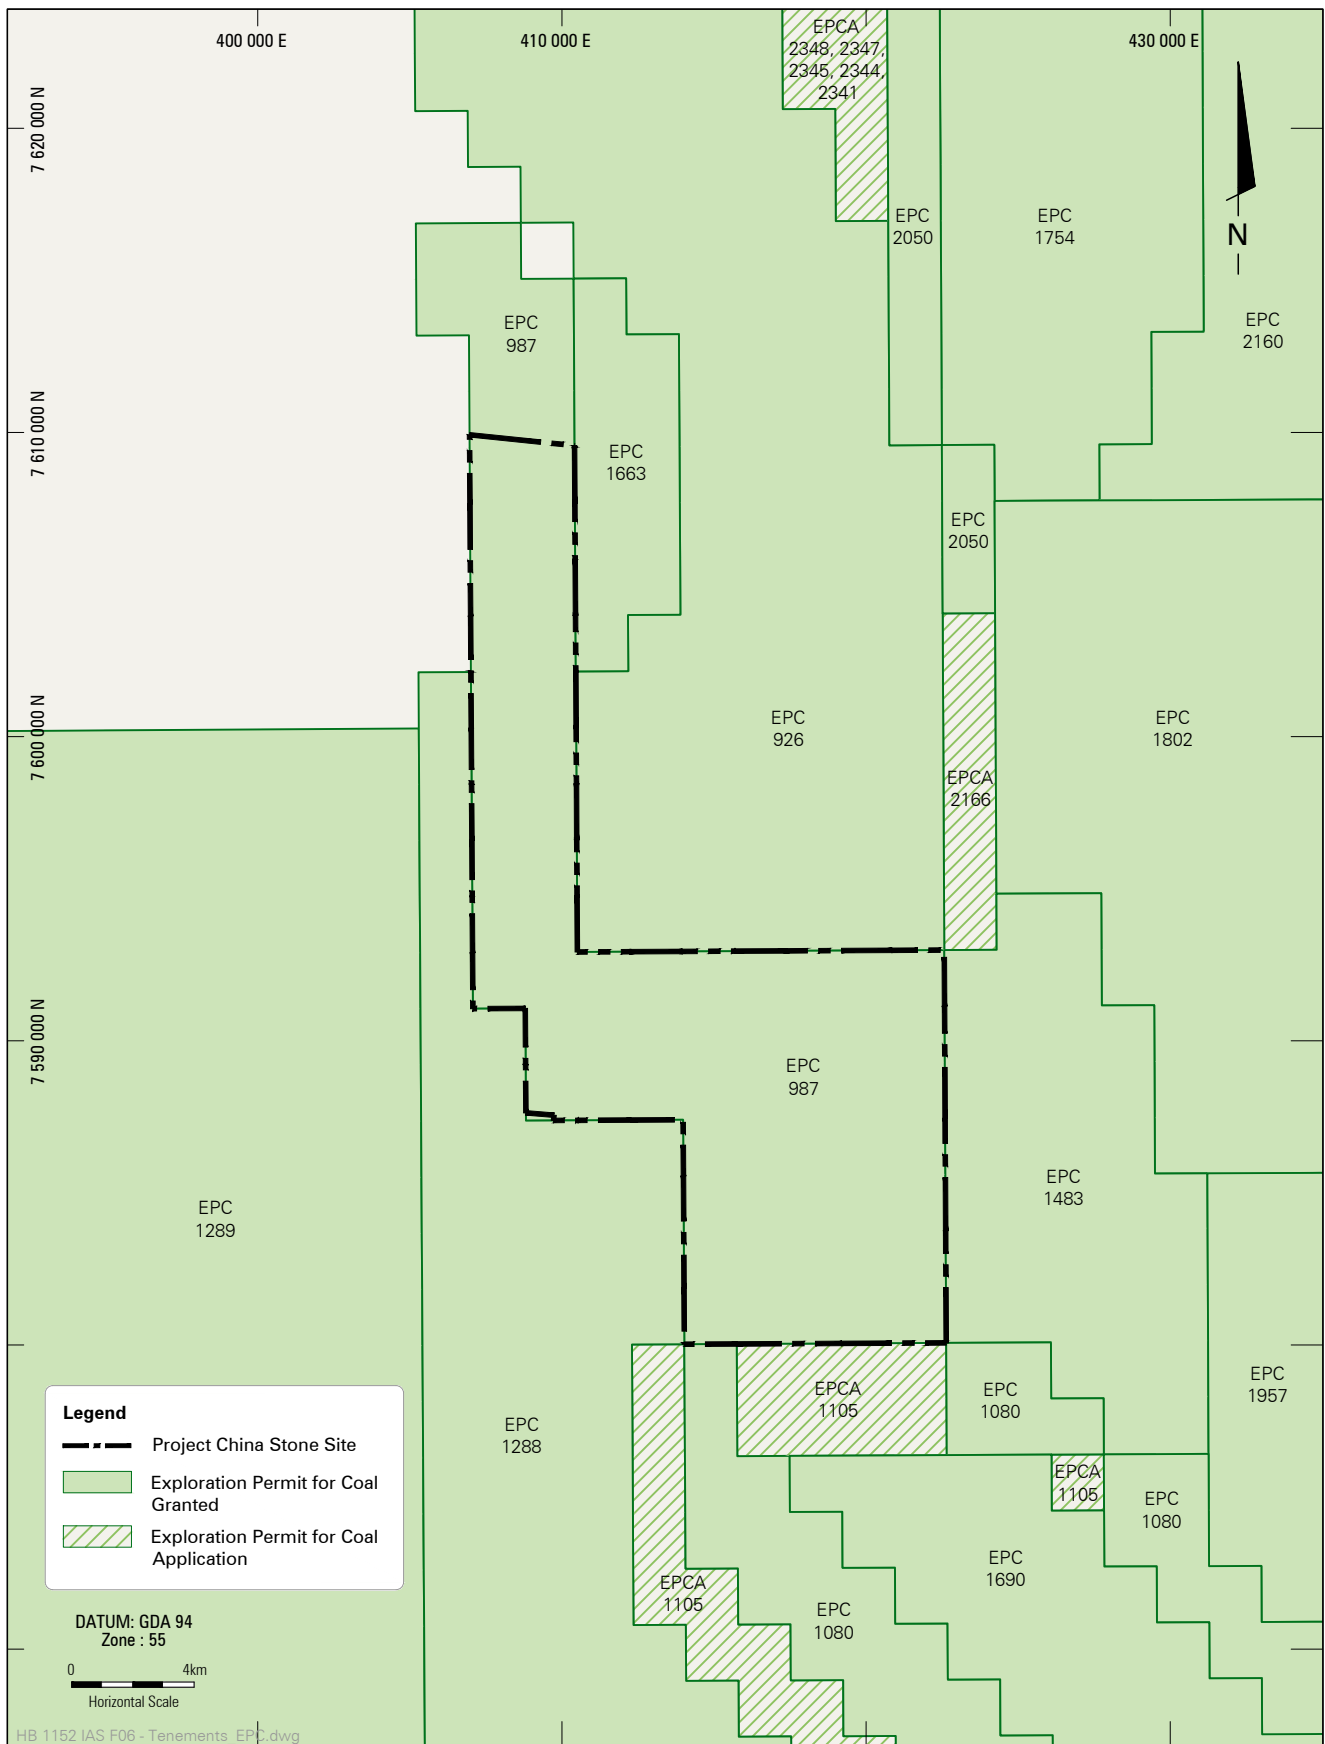 400 000 E
410 000 E
430 000 E
EPCA
2348, 2347,
2345, 2344,
2341
7 620 000 N
EPC
2050
EPC
1754
N
EPC
987
EPC
2160
7 610 000 N
EPC
1663
EPC
2050
7 600 000 N
EPC
926
EPC
1802
EPCA
2166
7 590 000 N
EPC
987
EPC
1483
EPC
1289
EPCA
1105
EPC
1080
EPC
1957
EPC
1288
Legend
Project China Stone Site
Exploration Permit for Coal
Granted
Exploration Permit for Coal
Application
EPCA
1105
EPC
1080
EPC
1690
EPCA
1105
EPC
1080
DATUM: GDA 94
Zone : 55
0 4km
Horizontal Scale
HB 1152 IAS F06 - Tenements EPC.dwg